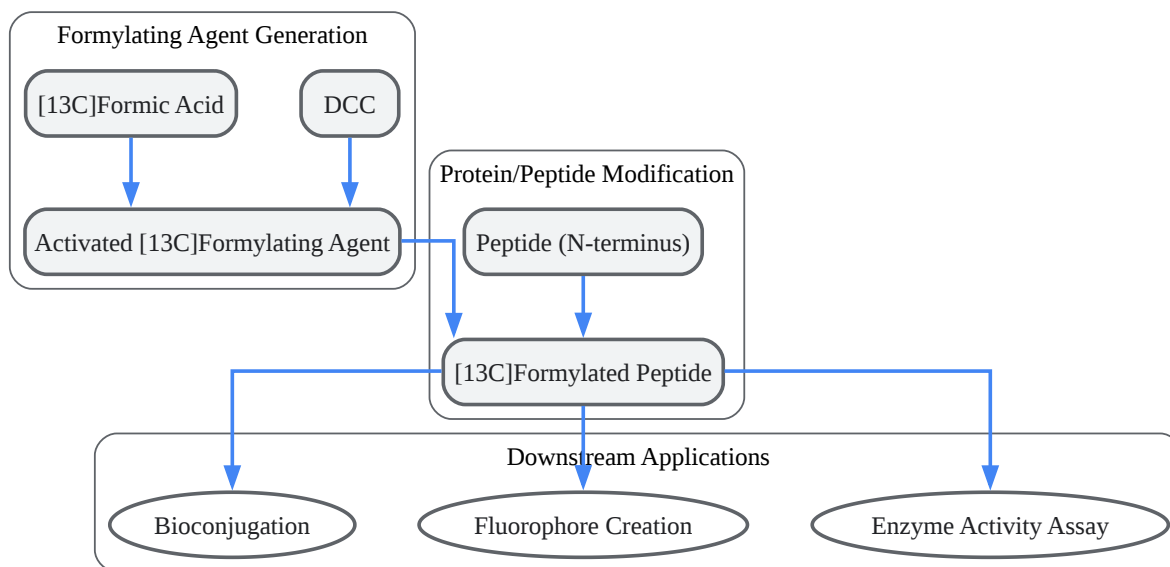 Formylating Agent Generation
[13C]Formic Acid
DCC
Activated [13C]Formylating Agent
Protein/Peptide Modification
Peptide (N-terminus)
[13C]Formylated Peptide
Downstream Applications
Bioconjugation
Fluorophore Creation
Enzyme Activity Assay